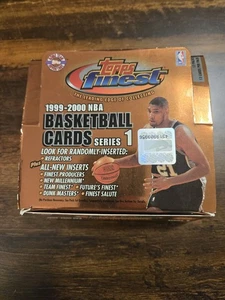 Topps
finest
1999-2000 NBA
BASKETBALL
CARDS SERIES 1
LOOK FOR RANDOMLY-INSERTED:
• REFRACTORS
Plus ALL-NEW INSERTS
• FINEST PRODUCERS
• NEW MILLENNIUM*
• TEAM FINEST* • FUTURE'S FINEST*
• DUNK MASTERS* • FINEST SALUTE
21